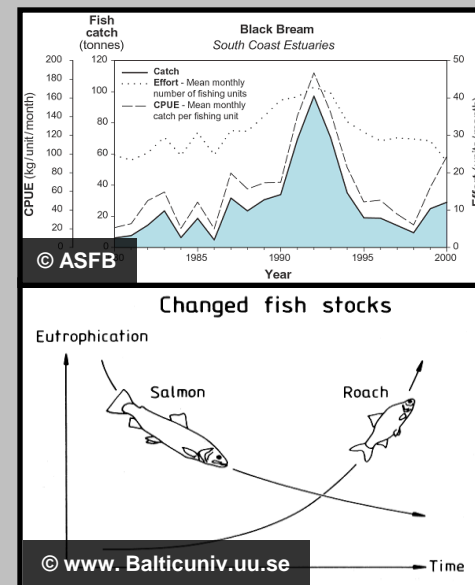 Fish
catch
(tonnes)
Black Bream
South Coast Estuaries
CPUE (kg/unit/month)
200
180
160
140
120
100
80
60
40
20
0
120
100
80
60
40
20
Catch
Effort - Mean monthly
number of fishing units
CPUE - Mean monthly
catch per fishing unit
50
40
30
20
10
0
1985
1990
1995
2000
Year
© ASFB
Changed fish stocks
Eutrophication
Salmon
Roach
Time
© www. Balticuniv.uu.se